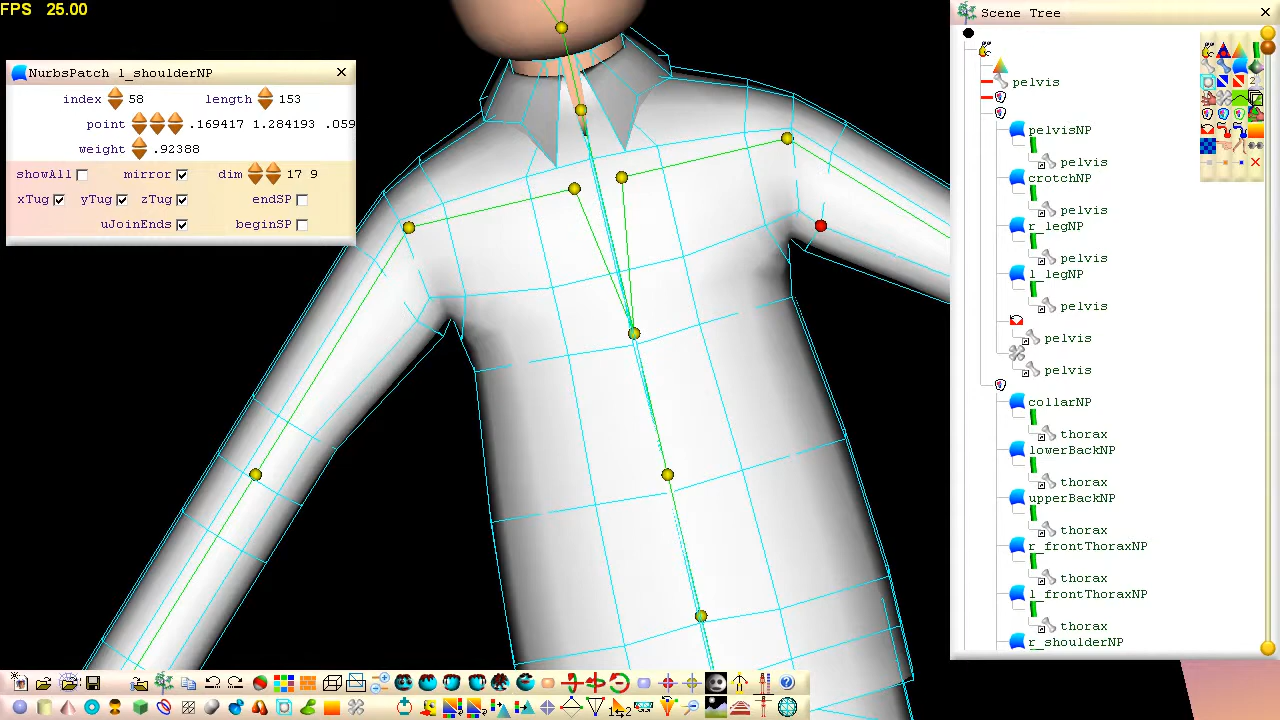 FPS 25.00
NurbsPatch l_shoulderNP
index 58 length 153
point .169417 1.284193 .059
weight .92388
showAll mirror dim 17 9
xTug yTug zTug endSP
uJoinEnds beginSP
Scene Tree
pelvis
pelvisNP
pelvis
crotchNP
pelvis
r_legNP
pelvis
l_legNP
pelvis
pelvis
pelvis
collarNP
thorax
lowerBackNP
thorax
upperBackNP
thorax
r_frontThoraxNP
thorax
l_frontThoraxNP
thorax
r_shoulderNP